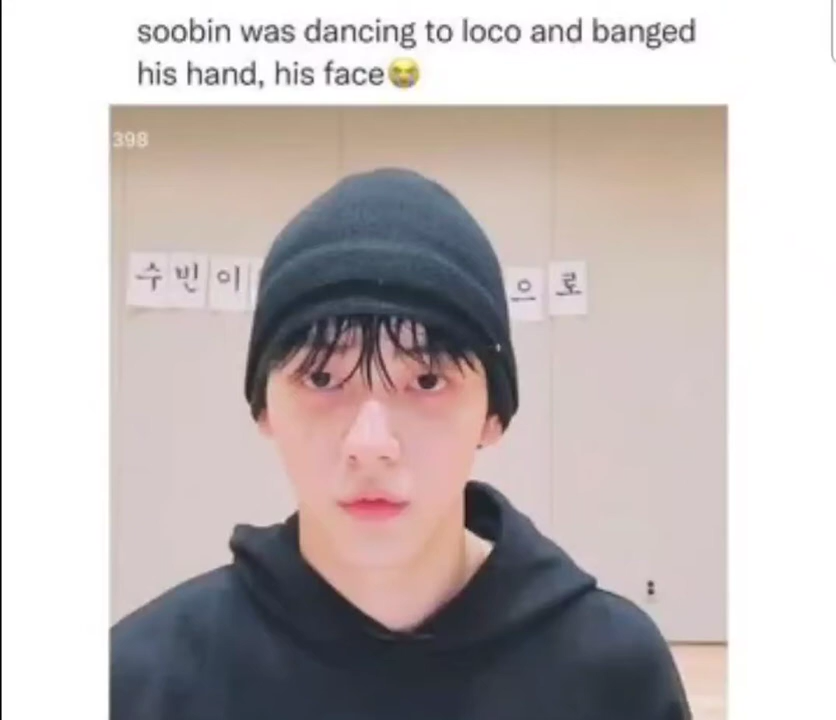 soobin was dancing to loco and banged
his hand, his face😭
398
수빈이
으로